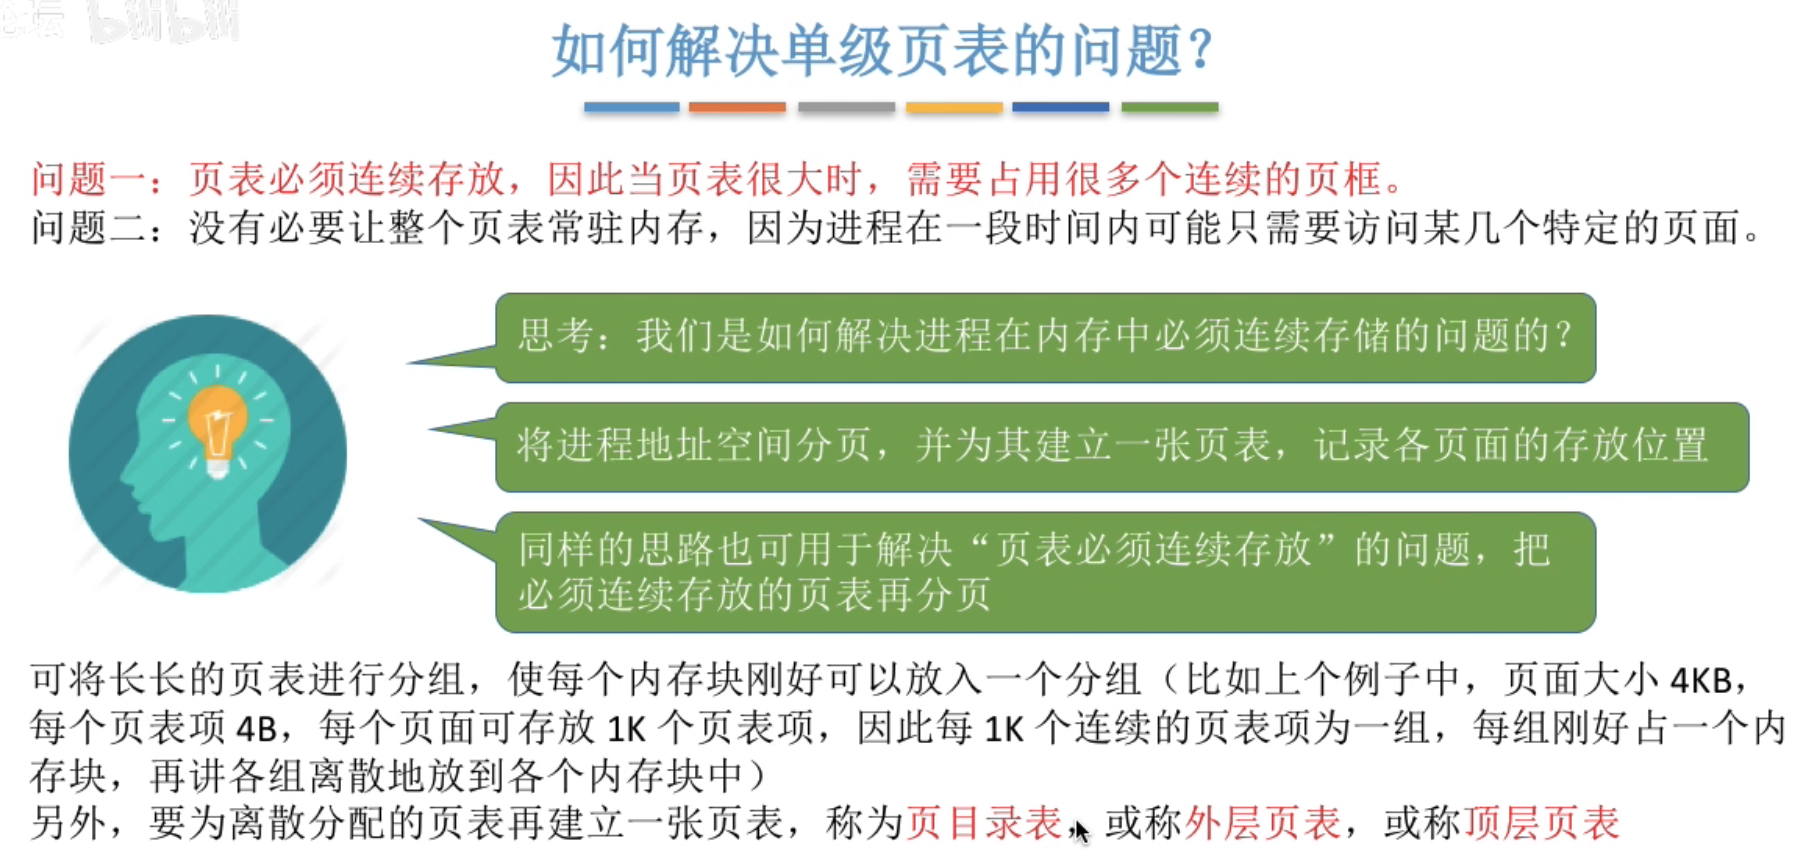 论坛 bilibili
如何解决单级页表的问题?
问题一：页表必须连续存放，因此当页表很大时，需要占用很多个连续的页框。
问题二：没有必要让整个页表常驻内存，因为进程在一段时间内可能只需要访问某几个特定的页面。
思考：我们是如何解决进程在内存中必须连续存储的问题的？
将进程地址空间分页，并为其建立一张页表，记录各页面的存放位置
同样的思路也可用于解决“页表必须连续存放”的问题，把
必须连续存放的页表再分页
可将长长的页表进行分组，使每个内存块刚好可以放入一个分组（比如上个例子中，页面大小 4KB，
每个页表项 4B，每个页面可存放 1K 个页表项，因此每 1K 个连续的页表项为一组，每组刚好占一个内
存块，再讲各组离散地放到各个内存块中）
另外，要为离散分配的页表再建立一张页表，称为页目录表，或称外层页表，或称顶层页表